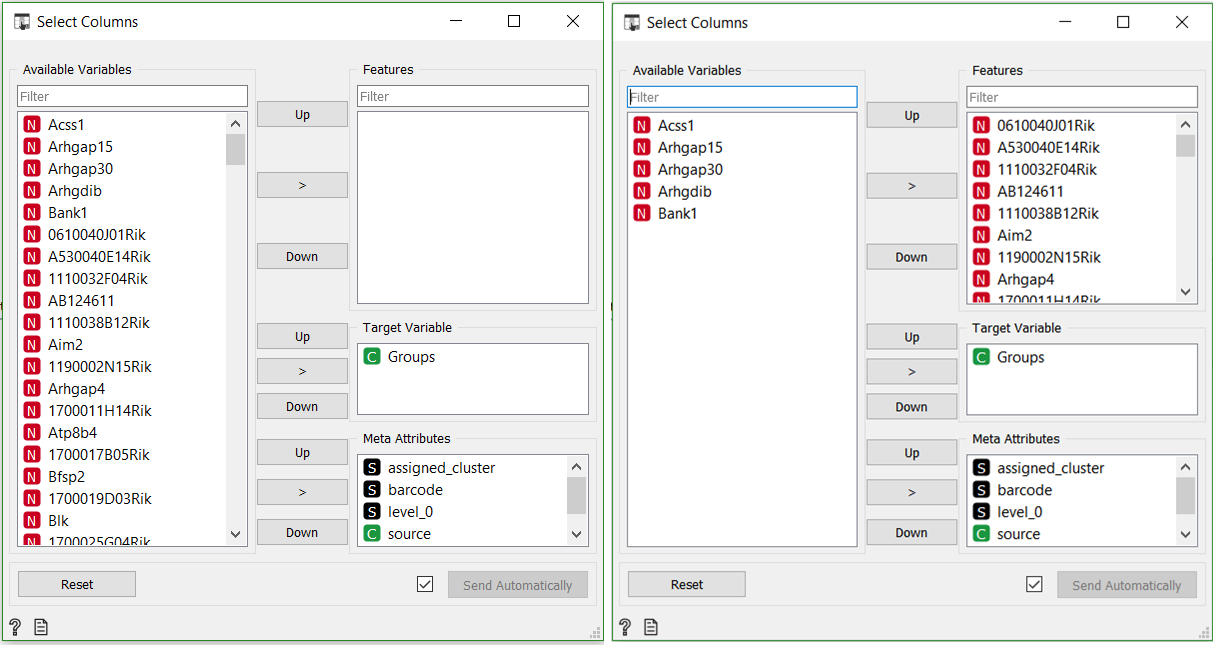 Select Columns
Available Variables
Filter
N Acss1
N Arhgap15
N Arhgap30
N Arhgdib
N Bank1
N 0610040J01Rik
N A530040E14Rik
N 1110032F04Rik
N AB124611
N 1110038B12Rik
N Aim2
N 1190002N15Rik
N Arhgap4
N 1700011H14Rik
N Atp8b4
N 1700017B05Rik
N Bfsp2
N 1700019D03Rik
N Blk
N 1700025G04Rik
Up
>
Down
Up
>
Down
Up
>
Down
Features
Filter
Target Variable
C Groups
Meta Attributes
S assigned_cluster
S barcode
S level_0
C source
Reset
Send Automatically
?
Select Columns
Available Variables
Filter
N Acss1
N Arhgap15
N Arhgap30
N Arhgdib
N Bank1
Up
>
Down
Up
>
Down
Up
>
Down
Features
Filter
N 0610040J01Rik
N A530040E14Rik
N 1110032F04Rik
N AB124611
N 1110038B12Rik
N Aim2
N 1190002N15Rik
N Arhgap4
N 1700011H14Rik
Target Variable
C Groups
Meta Attributes
S assigned_cluster
S barcode
S level_0
C source
Reset
Send Automatically
?